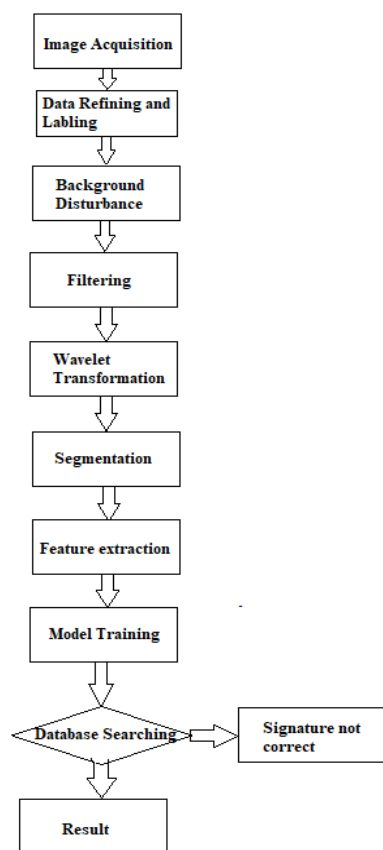 Image Acquisition
Data Refining and
Labling
Background
Disturbance
Filtering
Wavelet
Transformation
Segmentation
Feature extraction
Model Training
Database Searching
Signature not
correct
Result